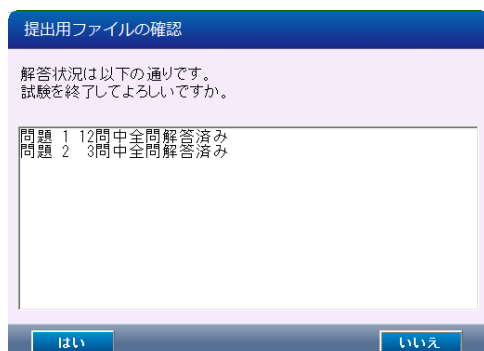 提出用ファイルの確認
解答状況は以下の通りです。
試験を終了してよろしいですか。
問題 1 12問中全問解答済み
問題 2  3問中全問解答済み
はい
いいえ